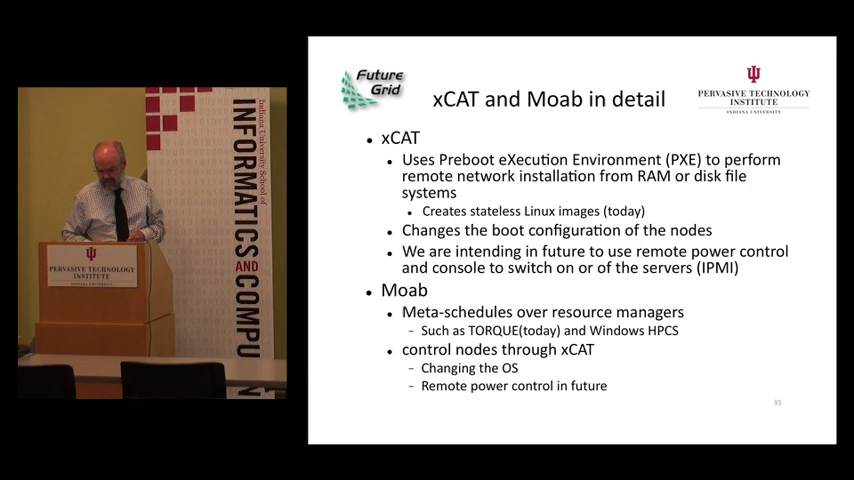 Indiana University School of
INFORMATICS AND COMPU
PERVASIVE TECHNOLOGY
INSTITUTE
INDIANA UNIVERSITY
Future
Grid
xCAT and Moab in detail
PERVASIVE TECHNOLOGY
INSTITUTE
INDIANA UNIVERSITY
• xCAT
• Uses Preboot eXecution Environment (PXE) to perform
remote network installation from RAM or disk file
systems
• Creates stateless Linux images (today)
• Changes the boot configuration of the nodes
• We are intending in future to use remote power control
and console to switch on or of the servers (IPMI)
• Moab
• Meta-schedules over resource managers
– Such as TORQUE(today) and Windows HPCS
• control nodes through xCAT
– Changing the OS
– Remote power control in future
35